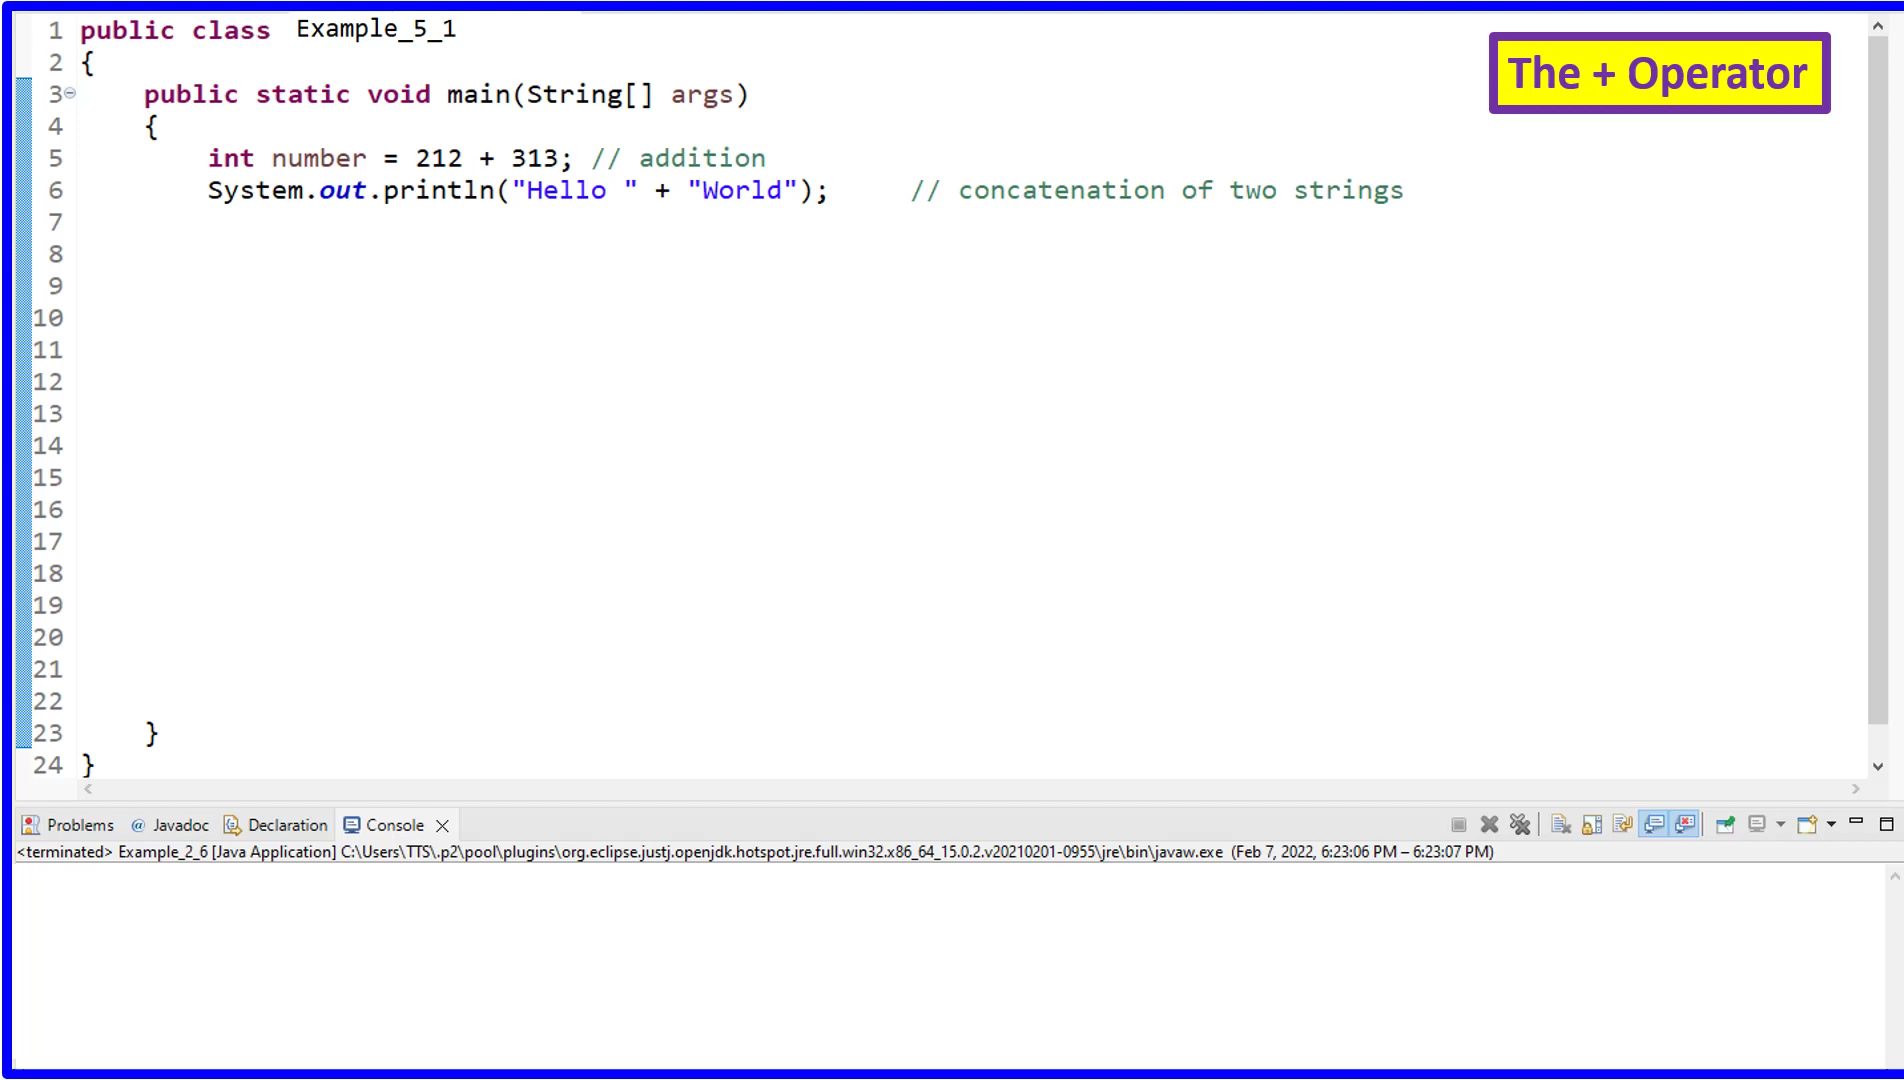 1 public class Example_5_1
The + Operator
2 {
3 public static void main(String[] args)
4 {
5 int number = 212 + 313; // addition
6 System.out.println("Hello " + "World"); // concatenation of two strings
7
8
9
10
11
12
13
14
15
16
17
18
19
20
21
22
23 }
24 }
Problems @ Javadoc Declaration Console
<terminated> Example_2_6 [Java Application] C:\Users\TTS\.p2\pool\plugins\org.eclipse.justj.openjdk.hotspot.jre.full.win32.x86_64_15.0.2.v20210201-0955\jre\bin\javaw.exe (Feb 7, 2022, 6:23:06 PM – 6:23:07 PM)